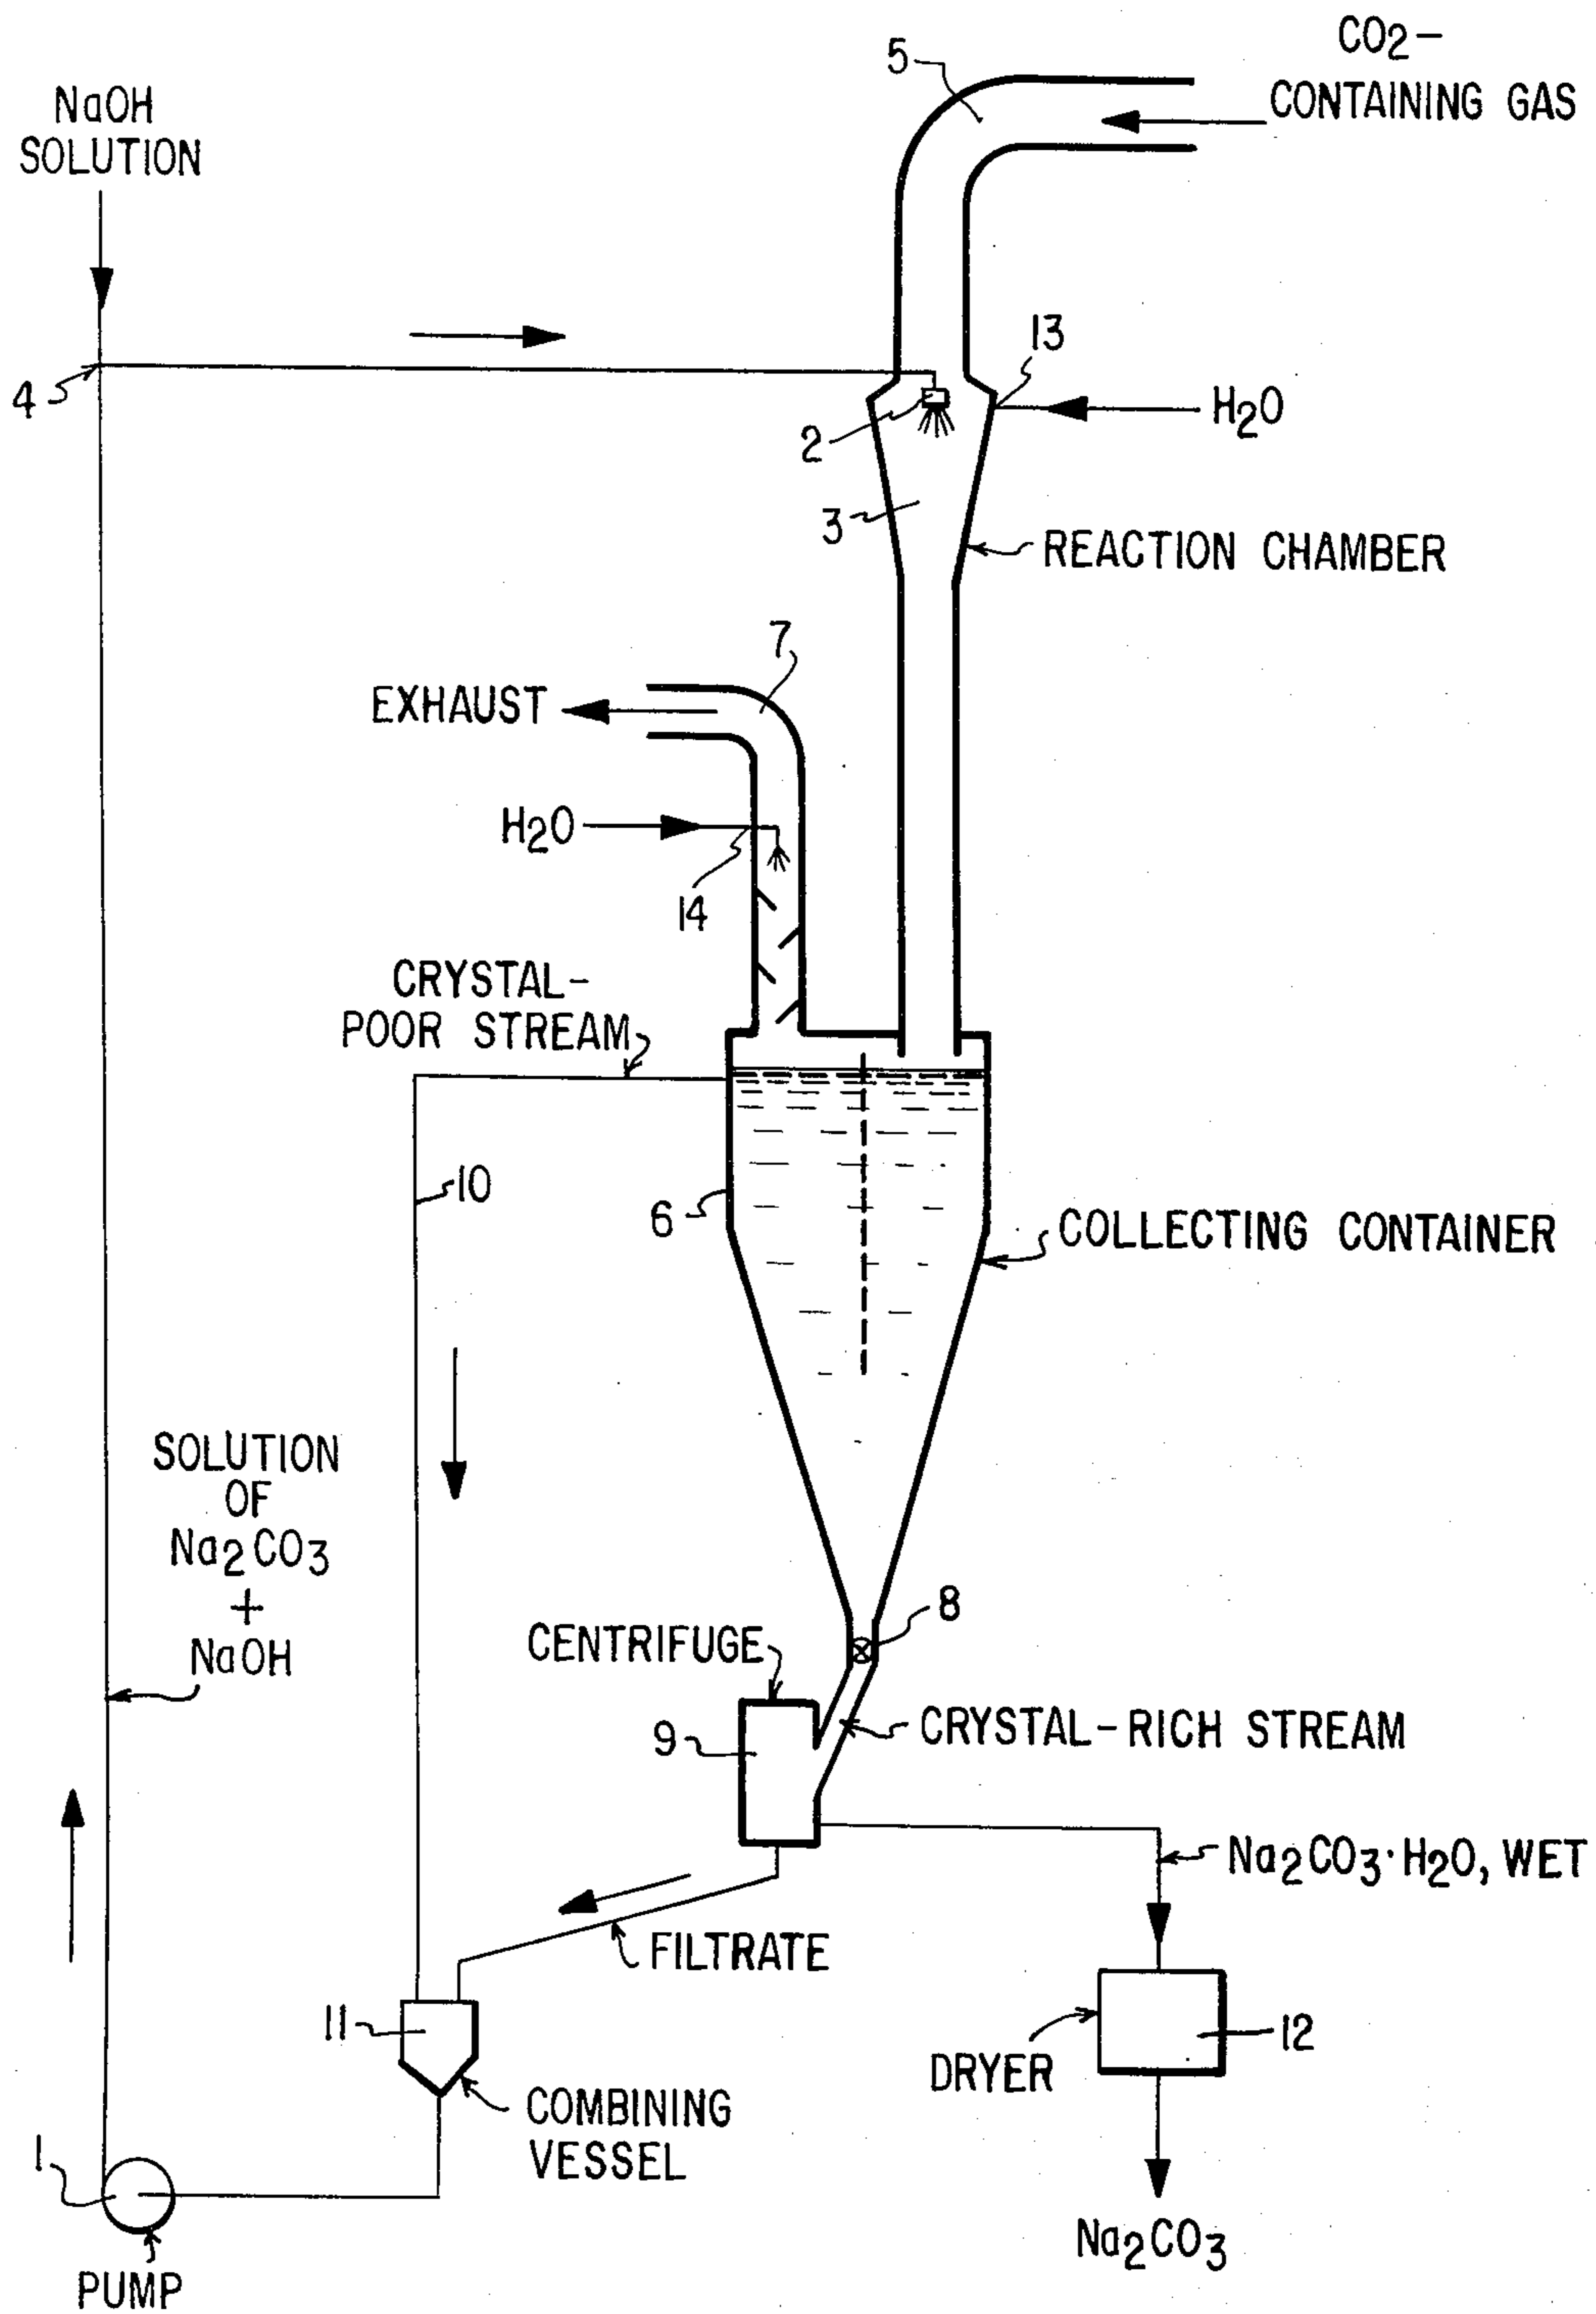 CO2-
CONTAINING GAS
5
NaOH
SOLUTION
13
4
H2O
2
3
REACTION CHAMBER
7
EXHAUST
H2O
14
CRYSTAL-
POOR STREAM
10
6
COLLECTING CONTAINER
SOLUTION
OF
Na2CO3
+
NaOH
8
CENTRIFUGE
9
CRYSTAL-RICH STREAM
Na2CO3·H2O, WET
FILTRATE
11
12
DRYER
COMBINING
VESSEL
1
Na2CO3
PUMP